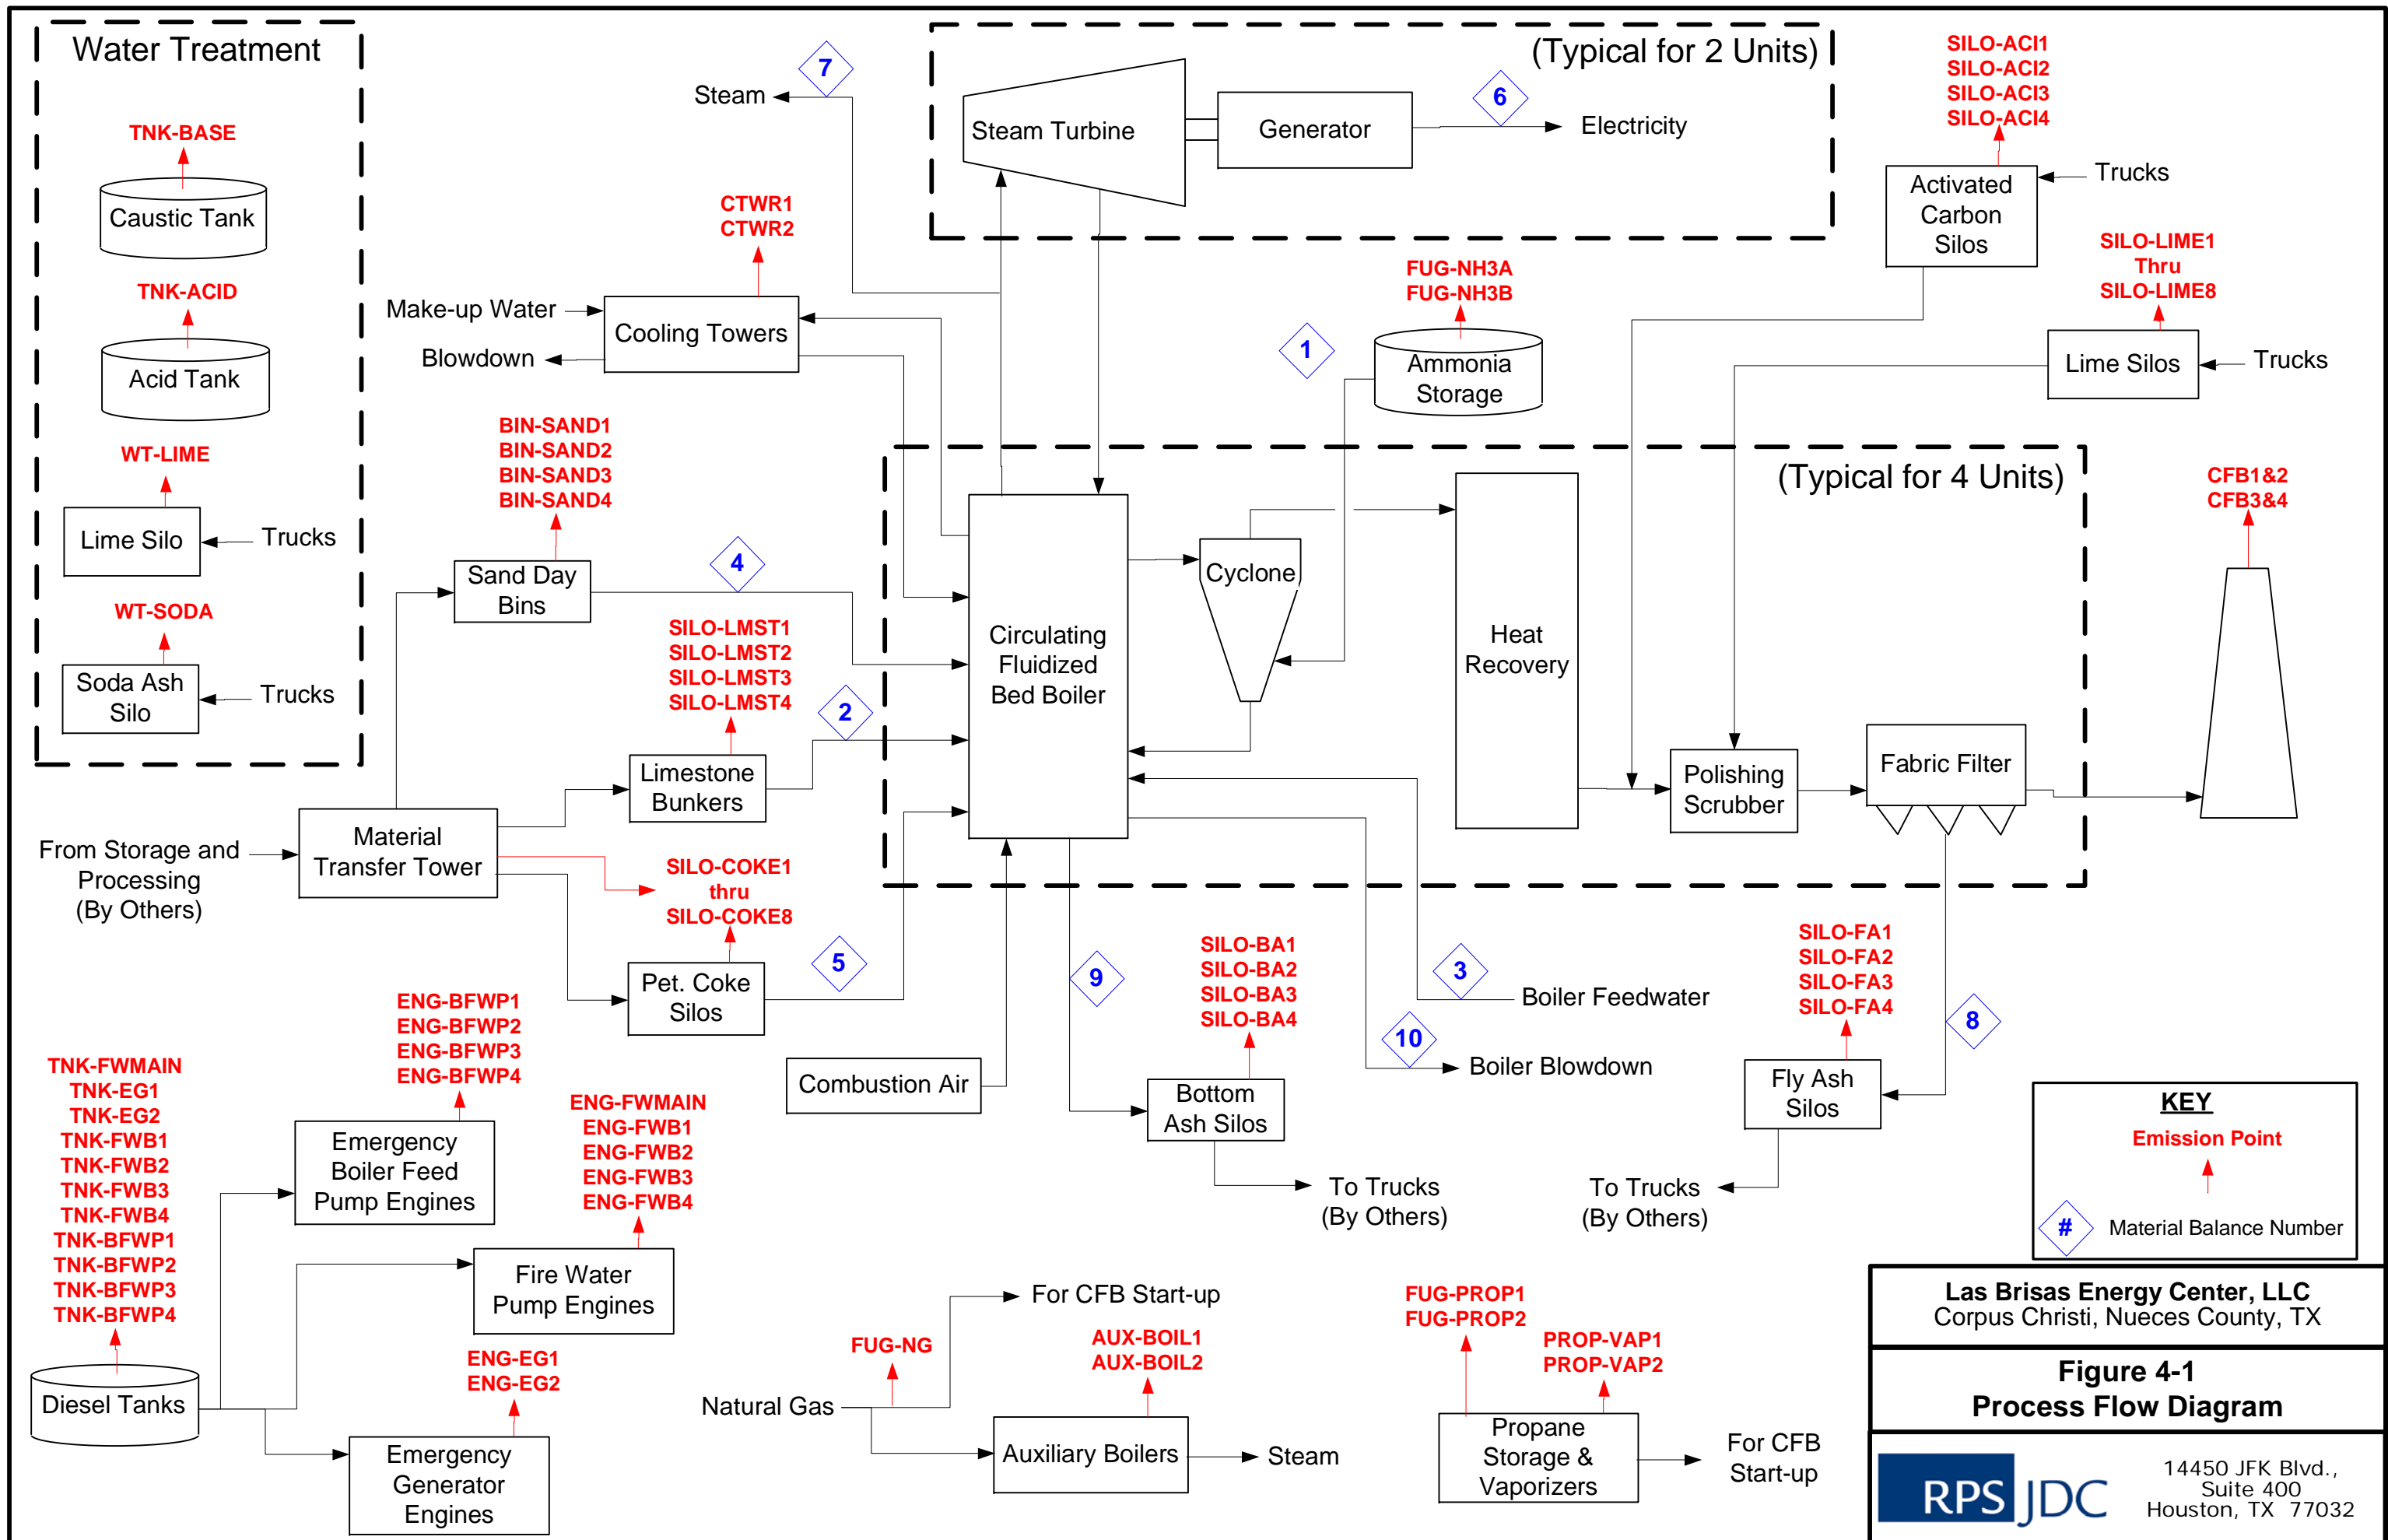 Water Treatment
TNK-BASE
Caustic Tank
TNK-ACID
Acid Tank
WT-LIME
Lime Silo
Trucks
WT-SODA
Soda Ash
Silo
Trucks
7
Steam
(Typical for 2 Units)
Steam Turbine
Generator
6
Electricity
SILO-ACI1
SILO-ACI2
SILO-ACI3
SILO-ACI4
Activated
Carbon
Silos
Trucks
CTWR1
CTWR2
Make-up Water
Cooling Towers
Blowdown
FUG-NH3A
FUG-NH3B
1
Ammonia
Storage
SILO-LIME1
Thru
SILO-LIME8
Lime Silos
Trucks
BIN-SAND1
BIN-SAND2
BIN-SAND3
BIN-SAND4
Sand Day
Bins
4
(Typical for 4 Units)
Circulating
Fluidized
Bed Boiler
Cyclone
Heat
Recovery
Polishing
Scrubber
Fabric Filter
CFB1&2
CFB3&4
SILO-LMST1
SILO-LMST2
SILO-LMST3
SILO-LMST4
2
Limestone
Bunkers
From Storage and
Processing
(By Others)
Material
Transfer Tower
SILO-COKE1
thru
SILO-COKE8
Pet. Coke
Silos
5
Combustion Air
9
SILO-BA1
SILO-BA2
SILO-BA3
SILO-BA4
Bottom
Ash Silos
To Trucks
(By Others)
3
Boiler Feedwater
10
Boiler Blowdown
SILO-FA1
SILO-FA2
SILO-FA3
SILO-FA4
8
Fly Ash
Silos
To Trucks
(By Others)
TNK-FWMAIN
TNK-EG1
TNK-EG2
TNK-FWB1
TNK-FWB2
TNK-FWB3
TNK-FWB4
TNK-BFWP1
TNK-BFWP2
TNK-BFWP3
TNK-BFWP4
Diesel Tanks
ENG-BFWP1
ENG-BFWP2
ENG-BFWP3
ENG-BFWP4
Emergency
Boiler Feed
Pump Engines
ENG-FWMAIN
ENG-FWB1
ENG-FWB2
ENG-FWB3
ENG-FWB4
Fire Water
Pump Engines
ENG-EG1
ENG-EG2
Emergency
Generator
Engines
Natural Gas
FUG-NG
For CFB Start-up
AUX-BOIL1
AUX-BOIL2
Auxiliary Boilers
Steam
FUG-PROP1
FUG-PROP2
PROP-VAP1
PROP-VAP2
Propane
Storage &
Vaporizers
For CFB
Start-up
KEY
Emission Point
# Material Balance Number
Las Brisas Energy Center, LLC
Corpus Christi, Nueces County, TX
Figure 4-1
Process Flow Diagram
RPS JDC
14450 JFK Blvd.,
Suite 400
Houston, TX 77032